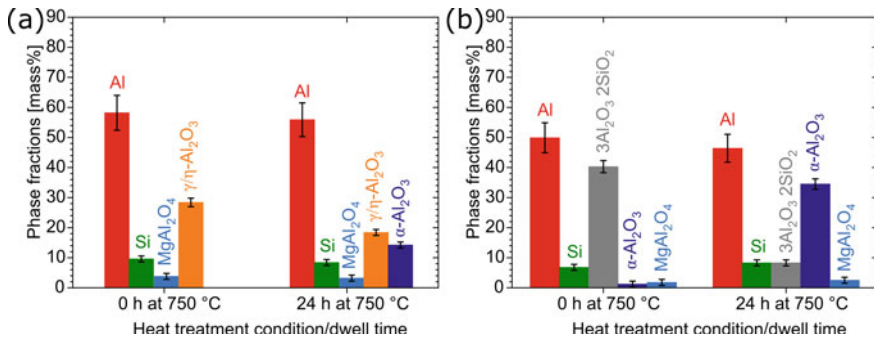 (a)
90
80
70
60
50
40
30
20
10
0
Phase fractions [mass%]
Al
Si
MgAl2O4
γ/η-Al2O3
Al
Si
MgAl2O4
γ/η-Al2O3
α-Al2O3
0 h at 750 °C
24 h at 750 °C
Heat treatment condition/dwell time
(b)
90
80
70
60
50
40
30
20
10
0
Phase fractions [mass%]
Al
Si
3Al2O3 2SiO2
α-Al2O3
MgAl2O4
Al
Si
3Al2O3 2SiO2
α-Al2O3
MgAl2O4
0 h at 750 °C
24 h at 750 °C
Heat treatment condition/dwell time